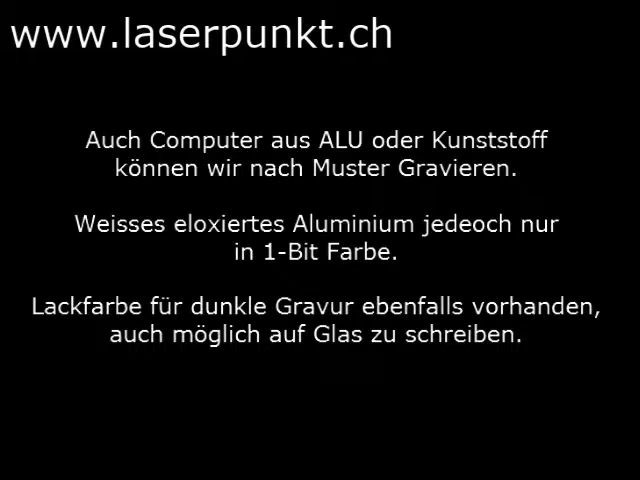 www.laserpunkt.ch
Auch Computer aus ALU oder Kunststoff
können wir nach Muster Gravieren.
Weisses eloxiertes Aluminium jedeoch nur
in 1-Bit Farbe.
Lackfarbe für dunkle Gravur ebenfalls vorhanden,
auch möglich auf Glas zu schreiben.